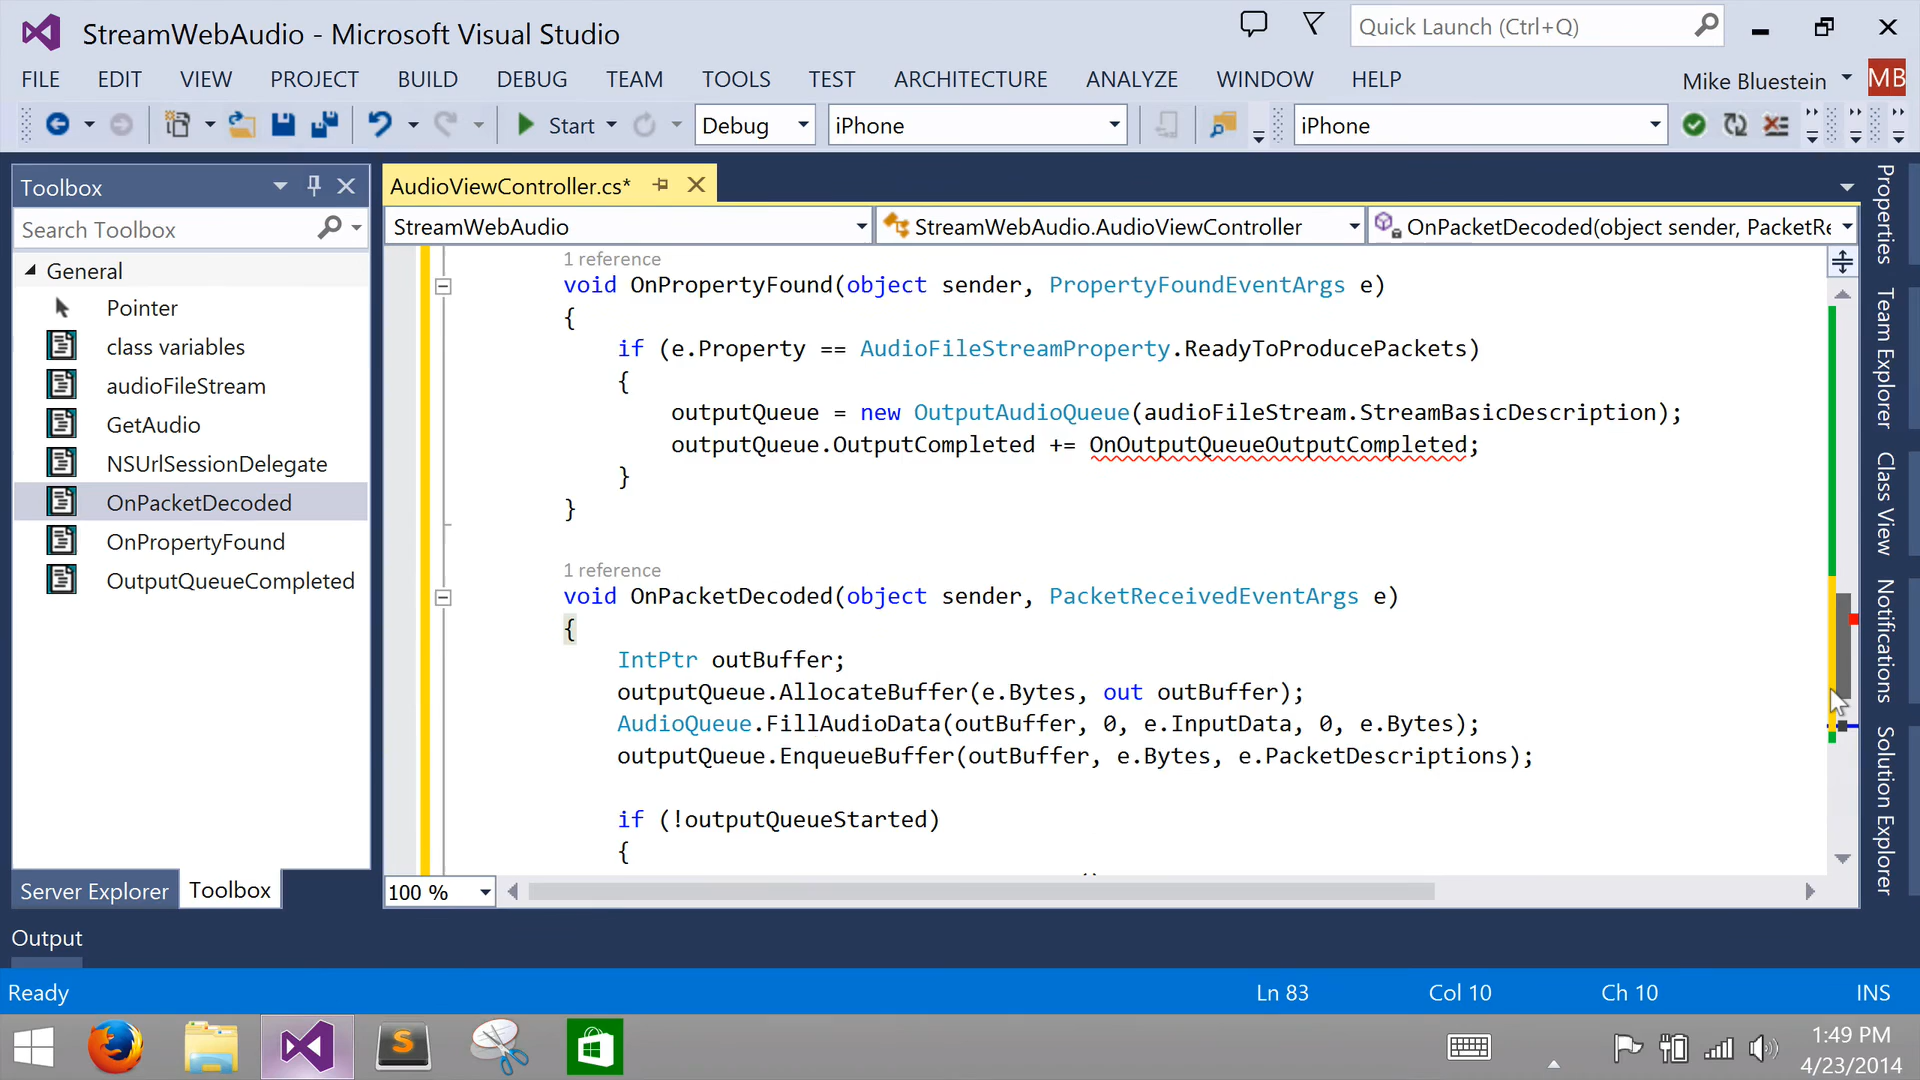 StreamWebAudio - Microsoft Visual Studio
Quick Launch (Ctrl+Q)
FILE EDIT VIEW PROJECT BUILD DEBUG TEAM TOOLS TEST ARCHITECTURE ANALYZE WINDOW HELP
Mike Bluestein MB
Start Debug iPhone iPhone
Toolbox
Search Toolbox
General
Pointer
class variables
audioFileStream
GetAudio
NSUrlSessionDelegate
OnPacketDecoded
OnPropertyFound
OutputQueueCompleted
Server Explorer Toolbox
AudioViewController.cs*
StreamWebAudio StreamWebAudio.AudioViewController OnPacketDecoded(object sender, PacketRe
1 reference
void OnPropertyFound(object sender, PropertyFoundEventArgs e)
{
if (e.Property == AudioFileStreamProperty.ReadyToProducePackets)
{
outputQueue = new OutputAudioQueue(audioFileStream.StreamBasicDescription);
outputQueue.OutputCompleted += OnOutputQueueOutputCompleted;
}
}
1 reference
void OnPacketDecoded(object sender, PacketReceivedEventArgs e)
{
IntPtr outBuffer;
outputQueue.AllocateBuffer(e.Bytes, out outBuffer);
AudioQueue.FillAudioData(outBuffer, 0, e.InputData, 0, e.Bytes);
outputQueue.EnqueueBuffer(outBuffer, e.Bytes, e.PacketDescriptions);
if (!outputQueueStarted)
{
100 %
Properties
Team Explorer
Class View
Notifications
Solution Explorer
Output
Ready Ln 83 Col 10 Ch 10 INS
1:49 PM
4/23/2014